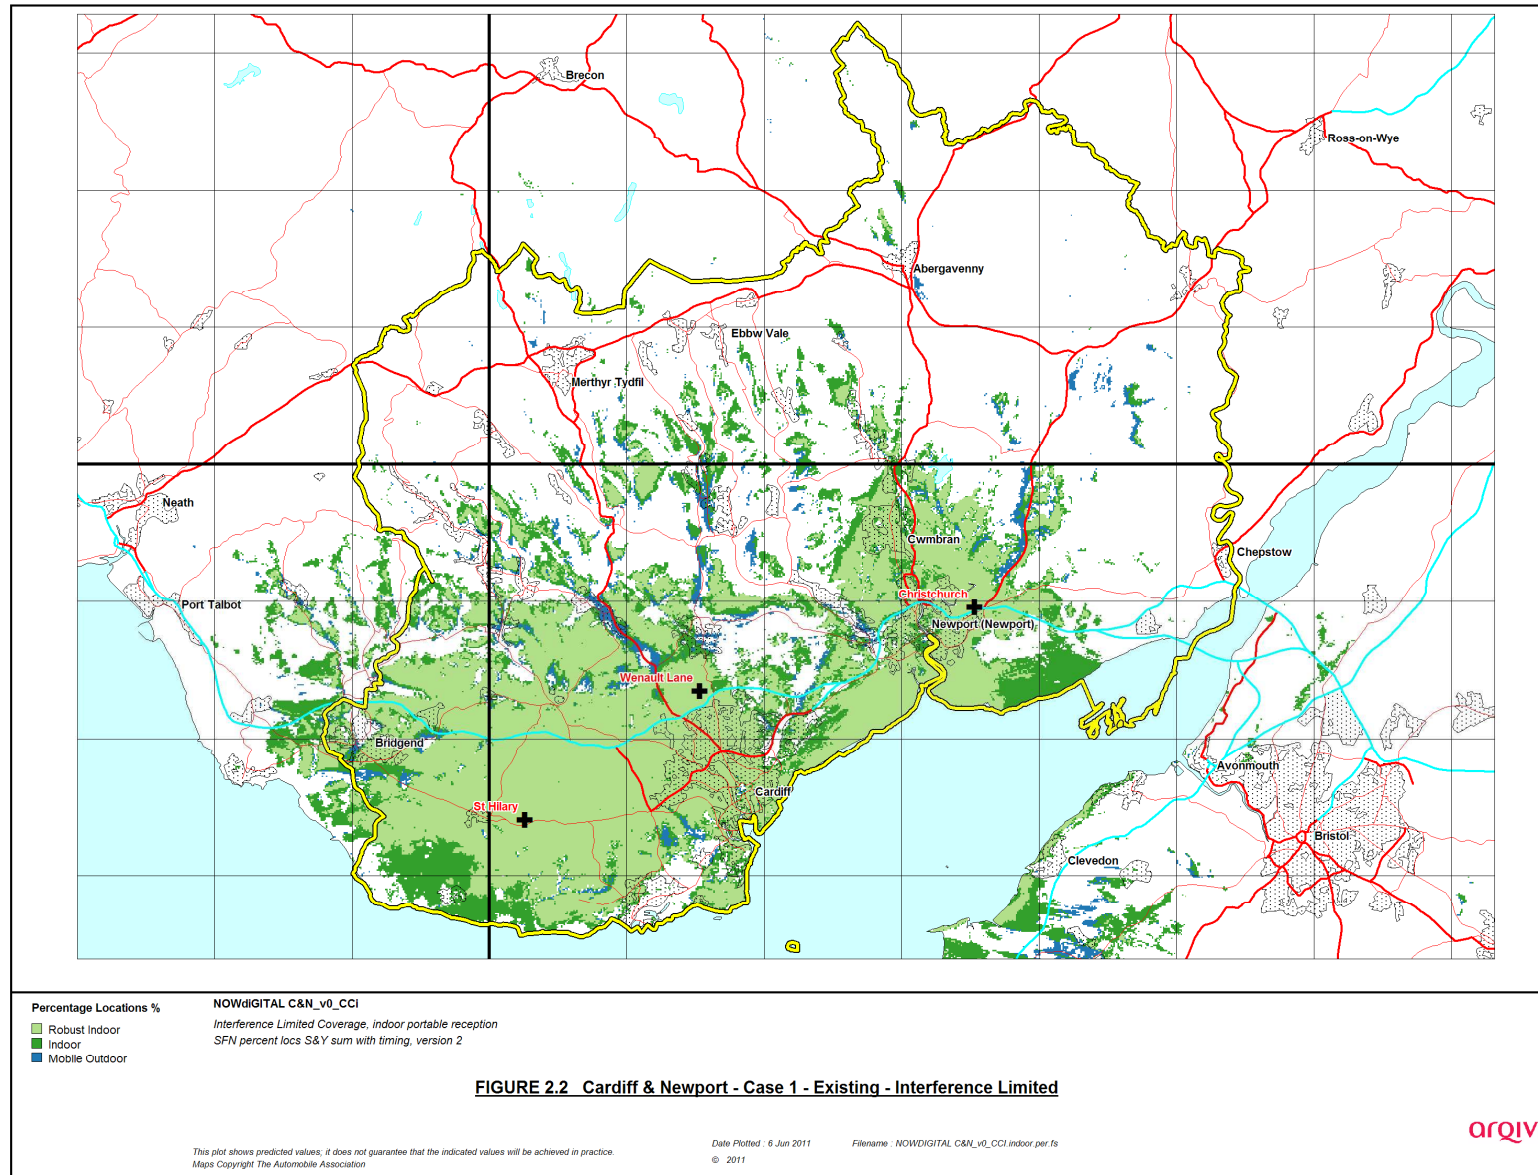 Brecon
Ross-on-Wye
Abergavenny
Ebbw Vale
Merthyr Tydfil
Neath
Cwmbran
Chepstow
Christchurch
Port Talbot
Newport (Newport)
Wenault Lane
Bridgend
Avonmouth
Cardiff
St Hilary
Bristol
Clevedon
Percentage Locations %
Robust Indoor
Indoor
Mobile Outdoor
NOWdiGITAL C&N_v0_CCi
Interference Limited Coverage, indoor portable reception
SFN percent locs S&Y sum with timing, version 2
FIGURE 2.2 Cardiff & Newport - Case 1 - Existing - Interference Limited
This plot shows predicted values; it does not guarantee that the indicated values will be achieved in practice.
Maps Copyright The Automobile Association
Date Plotted : 6 Jun 2011
© 2011
Filename : NOWDIGITAL C&N_v0_CCI.indoor.per.fs
arqiva